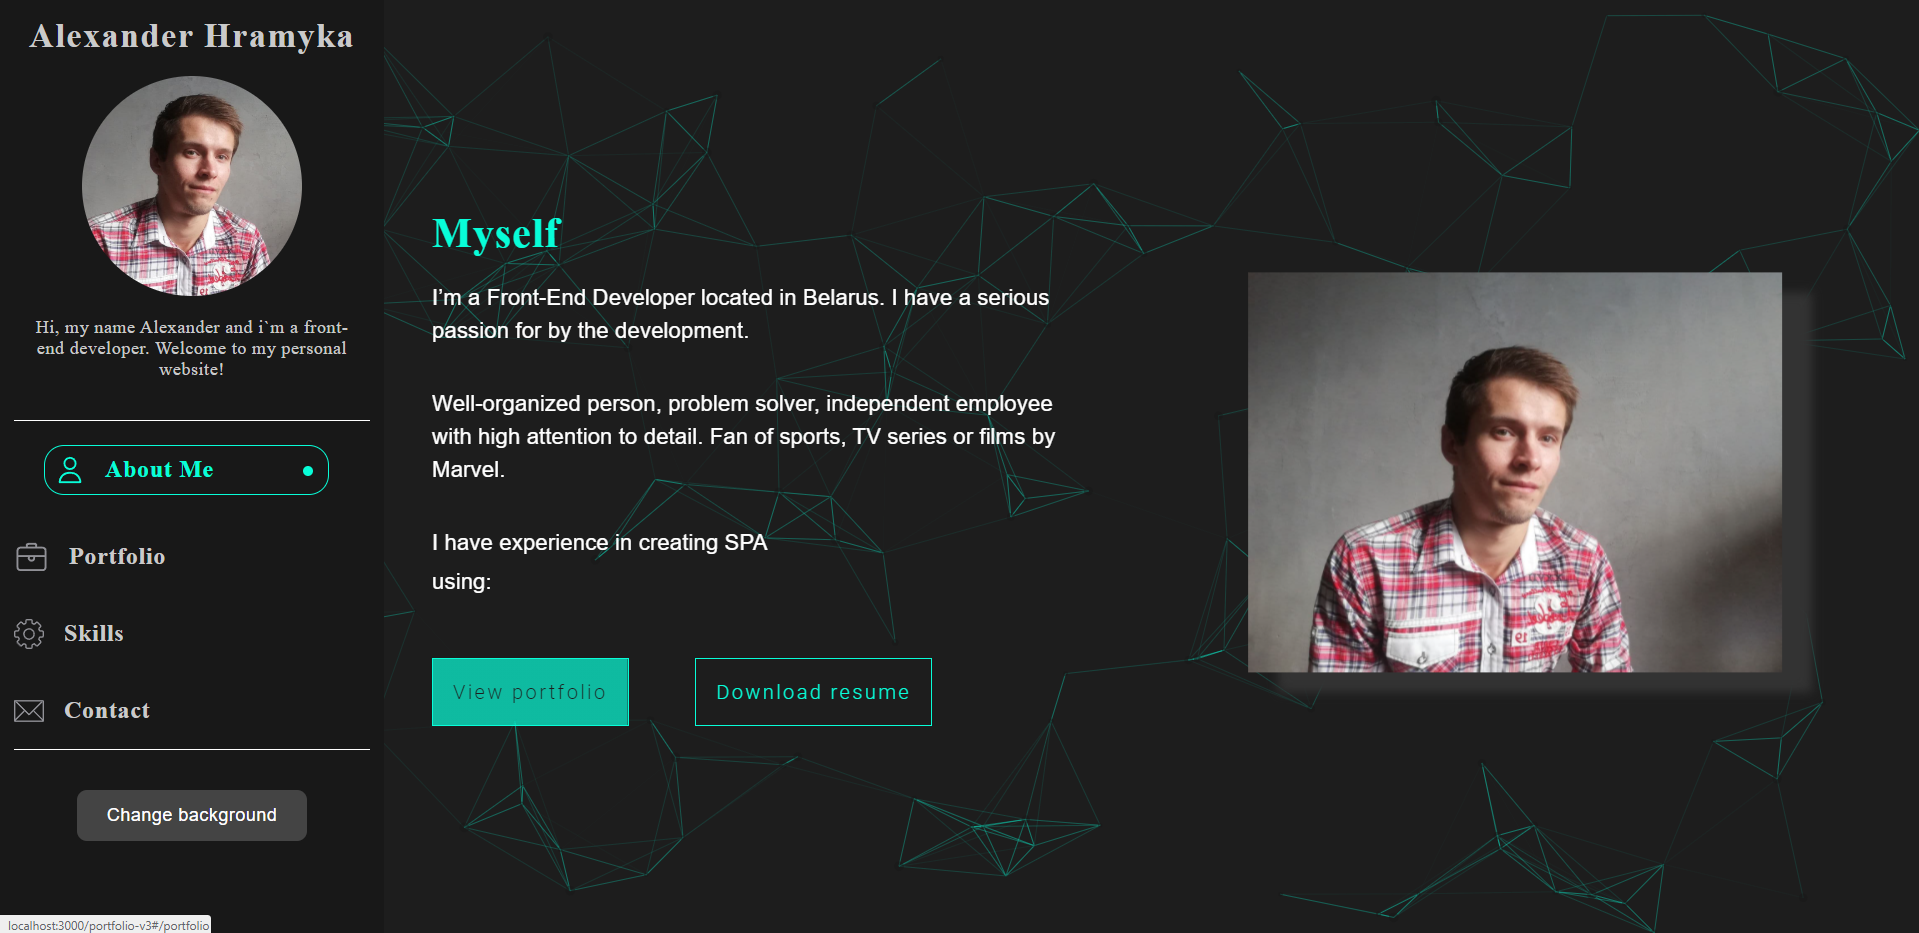 Alexander Hramyka
Hi, my name Alexander and i`m a front-
end developer. Welcome to my personal
website!
About Me
Portfolio
Skills
Contact
Change background
Myself
I’m a Front-End Developer located in Belarus. I have a serious
passion for by the development.
Well-organized person, problem solver, independent employee
with high attention to detail. Fan of sports, TV series or films by
Marvel.
I have experience in creating SPA
using:
View portfolio
Download resume
localhost:3000/portfolio-v3#/portfolio